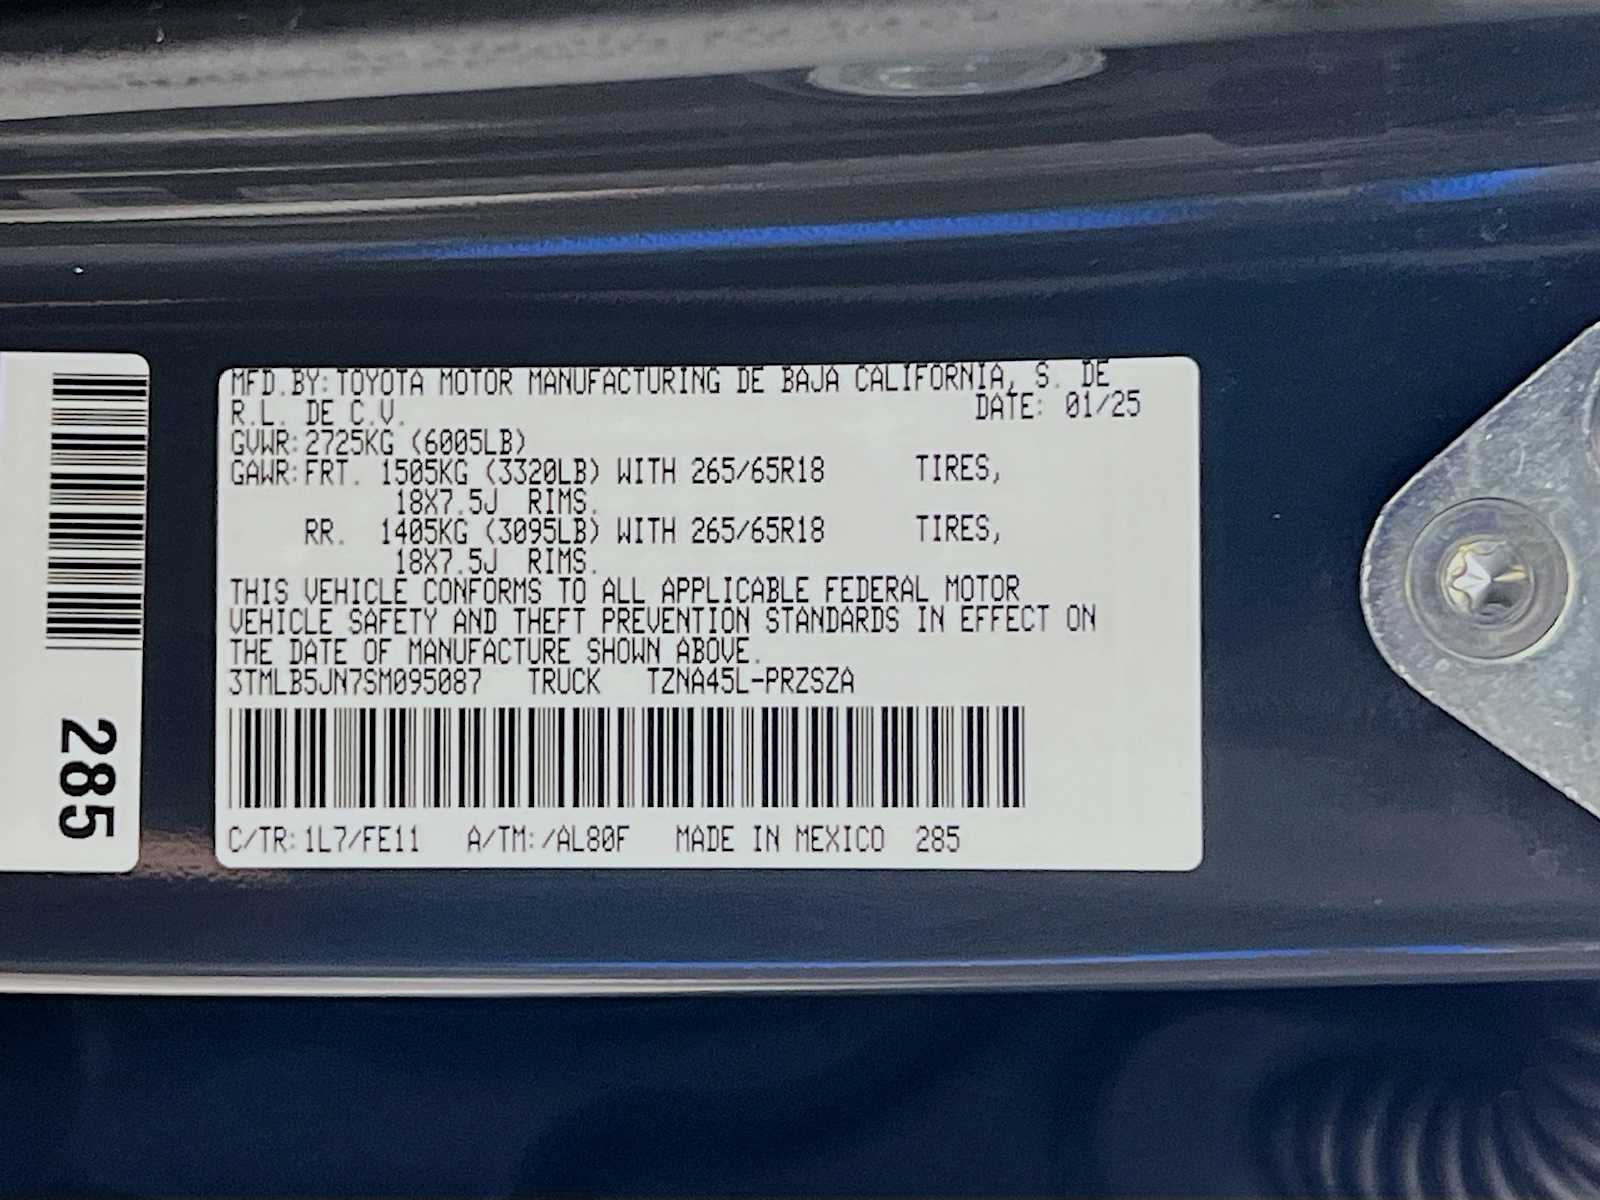 MFD.BY: TOYOTA MOTOR MANUFACTURING DE BAJA CALIFORNIA, S. DE
R.L. DE C.V. DATE: 01/25
GVWR: 2725KG (6005LB)
GAWR: FRT. 1505KG (3320LB) WITH 265/65R18 TIRES,
18X7.5J RIMS.
RR. 1405KG (3095LB) WITH 265/65R18 TIRES,
18X7.5J RIMS.
THIS VEHICLE CONFORMS TO ALL APPLICABLE FEDERAL MOTOR
VEHICLE SAFETY AND THEFT PREVENTION STANDARDS IN EFFECT ON
THE DATE OF MANUFACTURE SHOWN ABOVE.
3TMLB5JN7SM095087 TRUCK TZNA45L-PRZSZA
C/TR: 1L7/FE11 A/TM: /AL80F MADE IN MEXICO 285
285